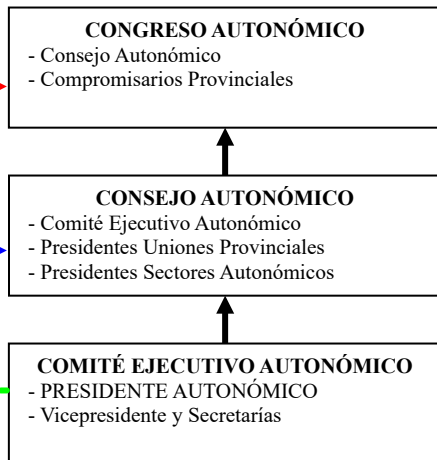 CONGRESO AUTONÓMICO
- Consejo Autonómico
- Compromisarios Provinciales
CONSEJO AUTONÓMICO
- Comité Ejecutivo Autonómico
- Presidentes Uniones Provinciales
- Presidentes Sectores Autonómicos
COMITÉ EJECUTIVO AUTONÓMICO
- PRESIDENTE AUTONÓMICO
- Vicepresidente y Secretarías